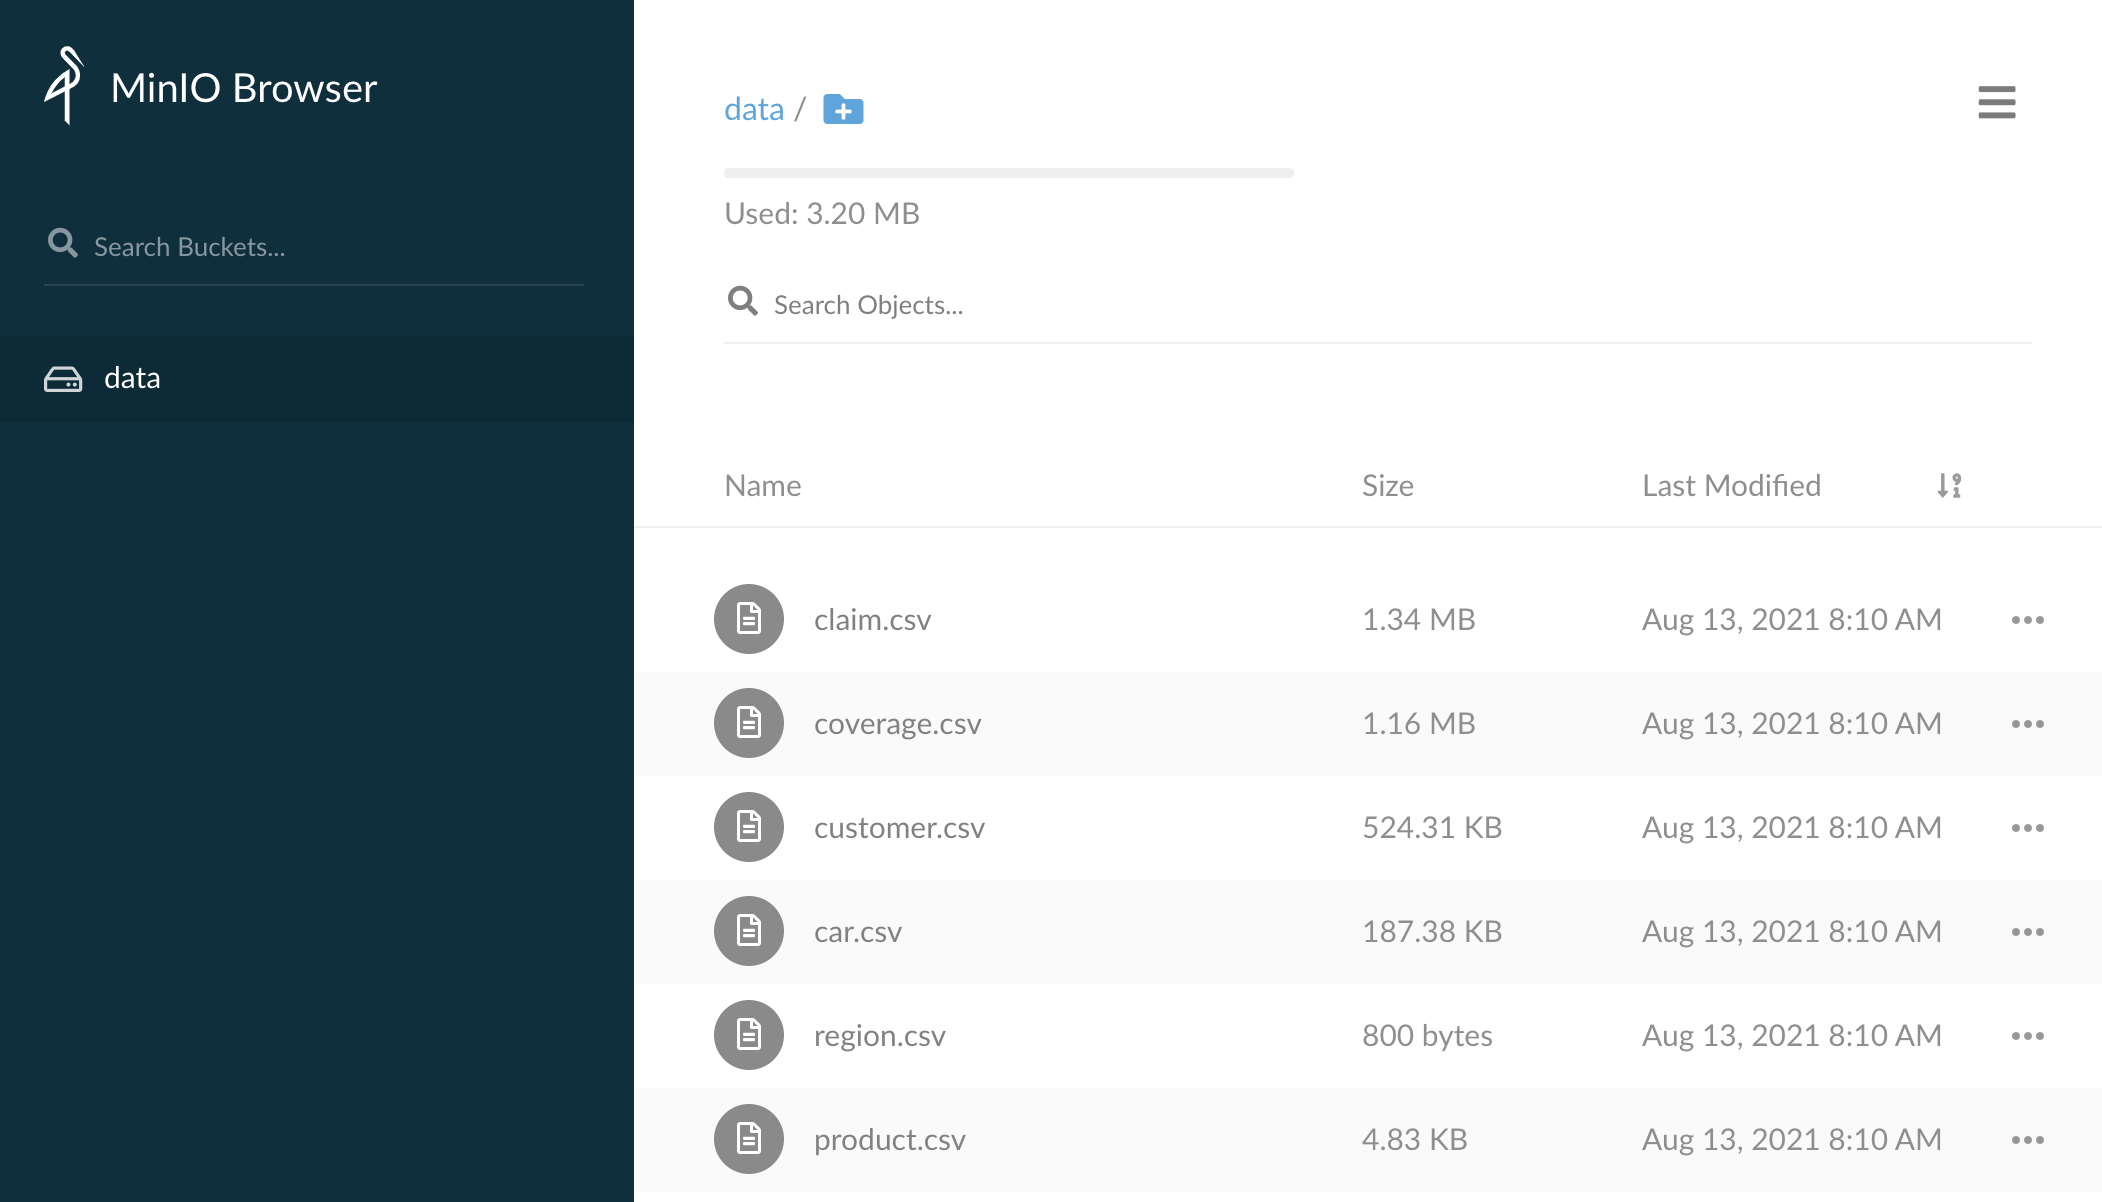 MinIO Browser
Search Buckets...
data
data /
Used: 3.20 MB
Search Objects...
Name Size Last Modified
claim.csv 1.34 MB Aug 13, 2021 8:10 AM
coverage.csv 1.16 MB Aug 13, 2021 8:10 AM
customer.csv 524.31 KB Aug 13, 2021 8:10 AM
car.csv 187.38 KB Aug 13, 2021 8:10 AM
region.csv 800 bytes Aug 13, 2021 8:10 AM
product.csv 4.83 KB Aug 13, 2021 8:10 AM